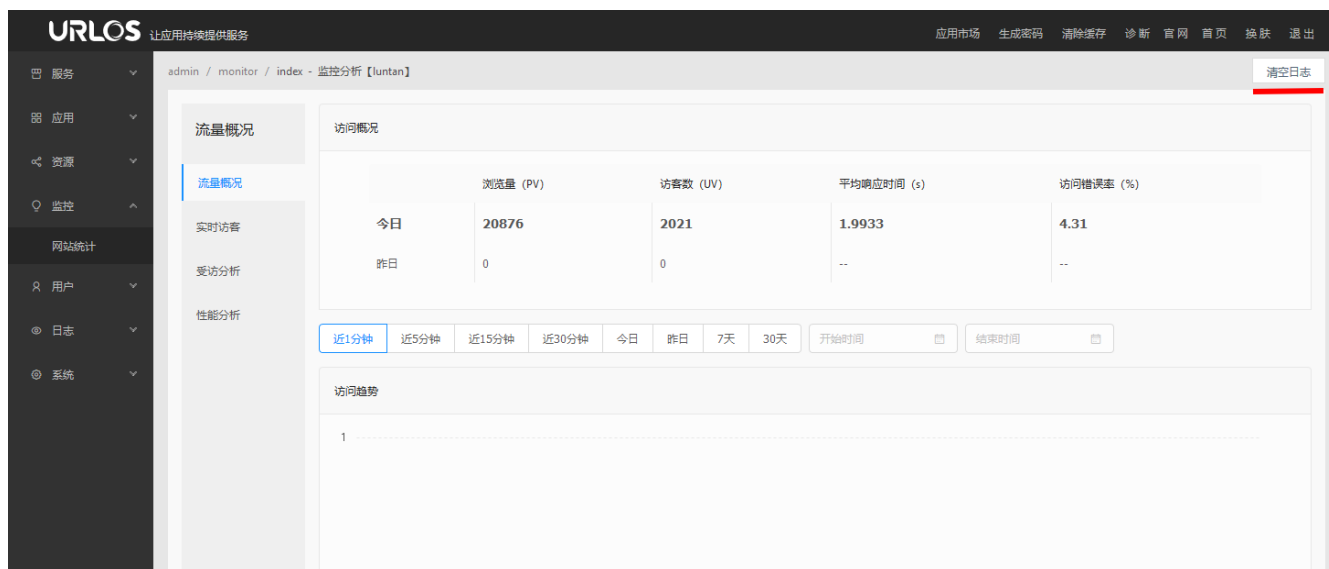 URLOS 让应用持续提供服务 应用市场 生成密码 清除缓存 诊断 官网 首页 换肤 退出
服务
应用
资源
监控
网站统计
用户
日志
系统
admin / monitor / index - 监控分析【luntan】 清空日志
流量概况
流量概况
实时访客
受访分析
性能分析
访问概况
浏览量 (PV) 访客数 (UV) 平均响应时间 (s) 访问错误率 (%)
今日 20876 2021 1.9933 4.31
昨日 0 0 -- --
近1分钟 近5分钟 近15分钟 近30分钟 今日 昨日 7天 30天 开始时间 结束时间
访问趋势
1